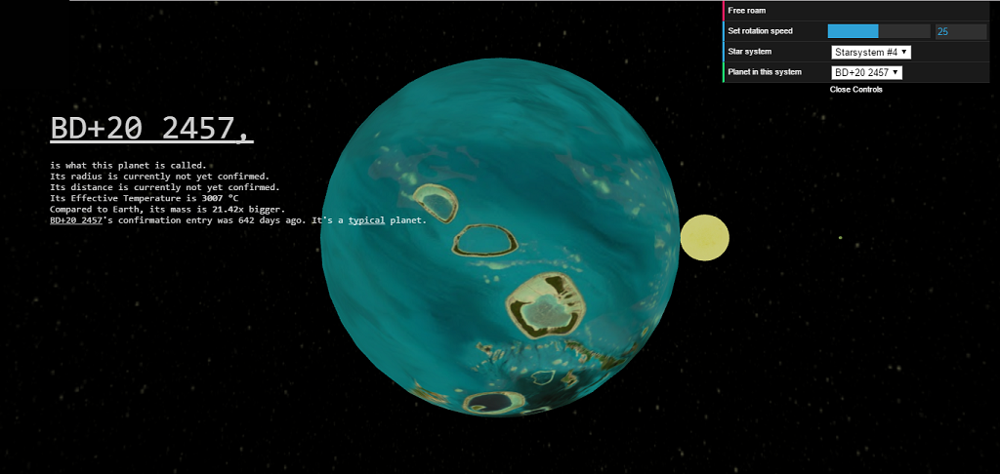 Free roam
Set rotation speed 25
Star system Starsystem #4
Planet in this system BD+20 2457
Close Controls
BD+20 2457,
is what this planet is called.
Its radius is currently not yet confirmed.
Its distance is currently not yet confirmed.
Its Effective Temperature is 3007 °C
Compared to Earth, its mass is 21.42x bigger.
BD+20 2457's confirmation entry was 642 days ago. It's a typical planet.